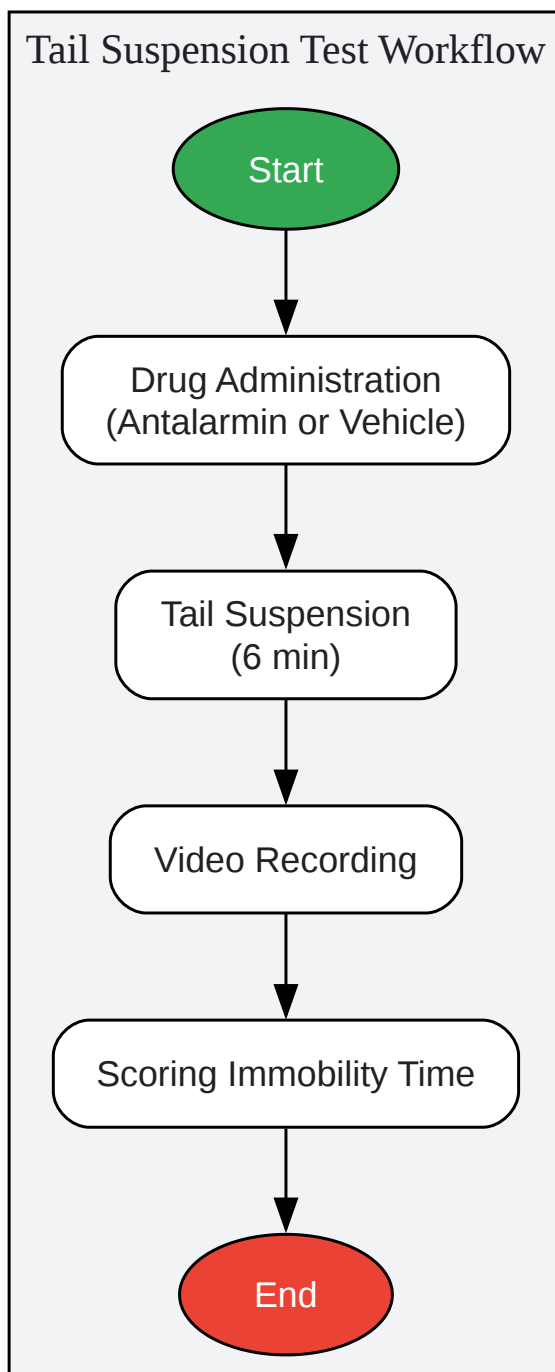 Tail Suspension Test Workflow
Start
Drug Administration
(Antalarmin or Vehicle)
Tail Suspension
(6 min)
Video Recording
Scoring Immobility Time
End